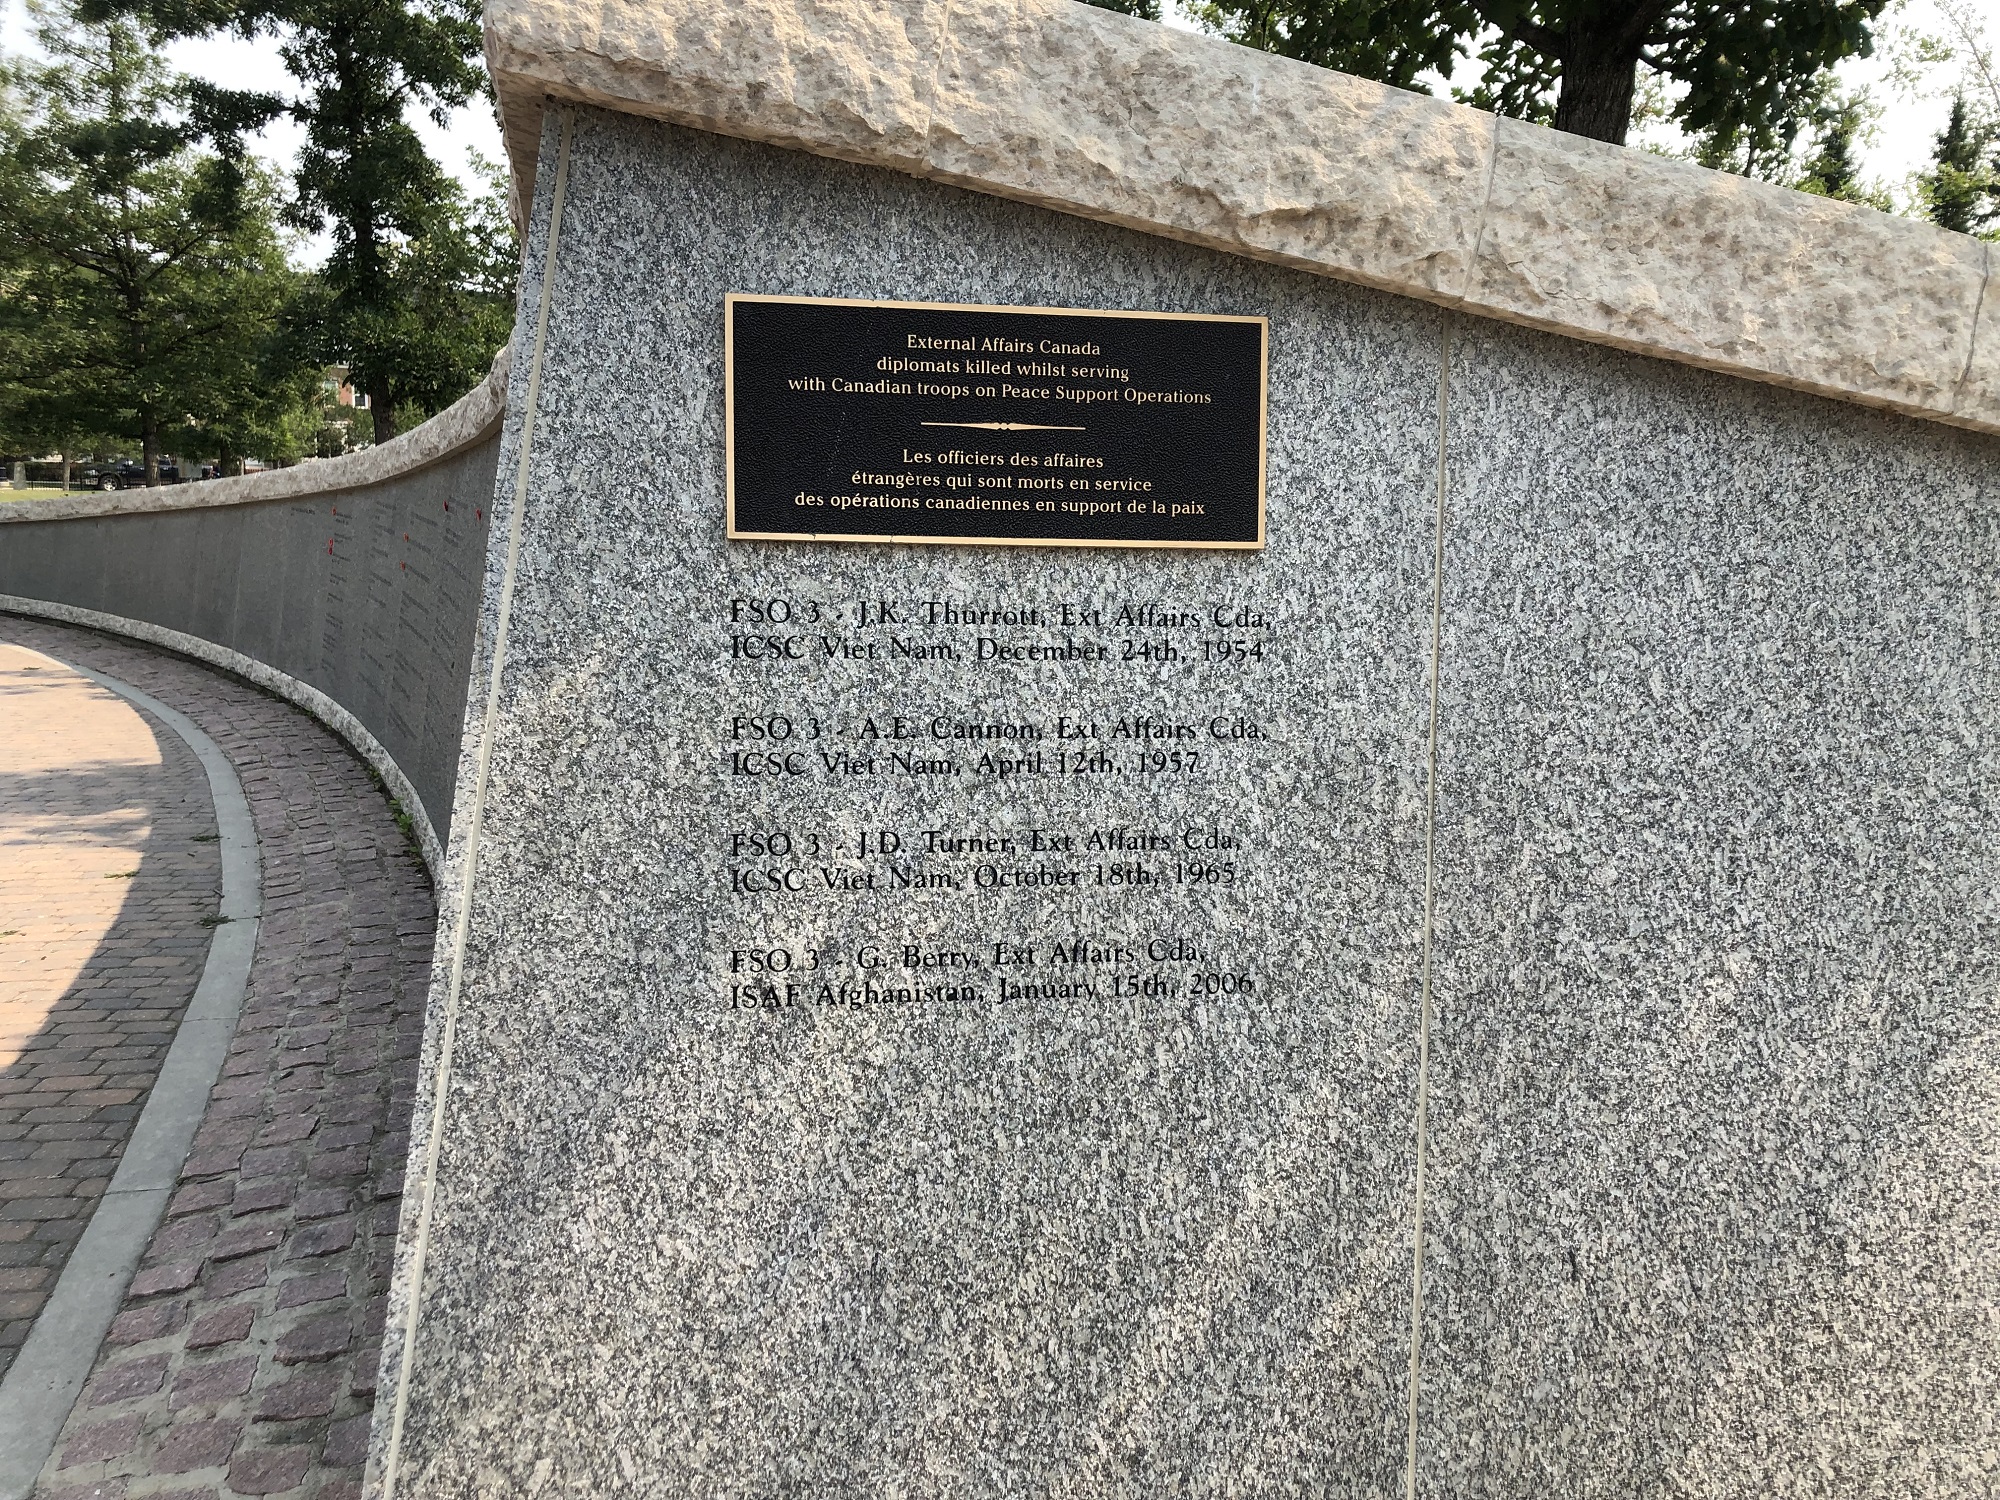 External Affairs Canada
diplomats killed whilst serving
with Canadian troops on Peace Support Operations
Les officiers des affaires
étrangères qui sont morts en service
des opérations canadiennes en support de la paix
FSO 3 - J.K. Thurrott, Ext Affairs Cda,
ICSC Viet Nam, December 24th, 1954
FSO 3 - A.E. Cannon, Ext Affairs Cda,
ICSC Viet Nam, April 12th, 1957
FSO 3 - J.D. Turner, Ext Affairs Cda,
ICSC Viet Nam, October 18th, 1965
FSO 3 - G. Berry, Ext Affairs Cda,
ISAF Afghanistan, January 15th, 2006